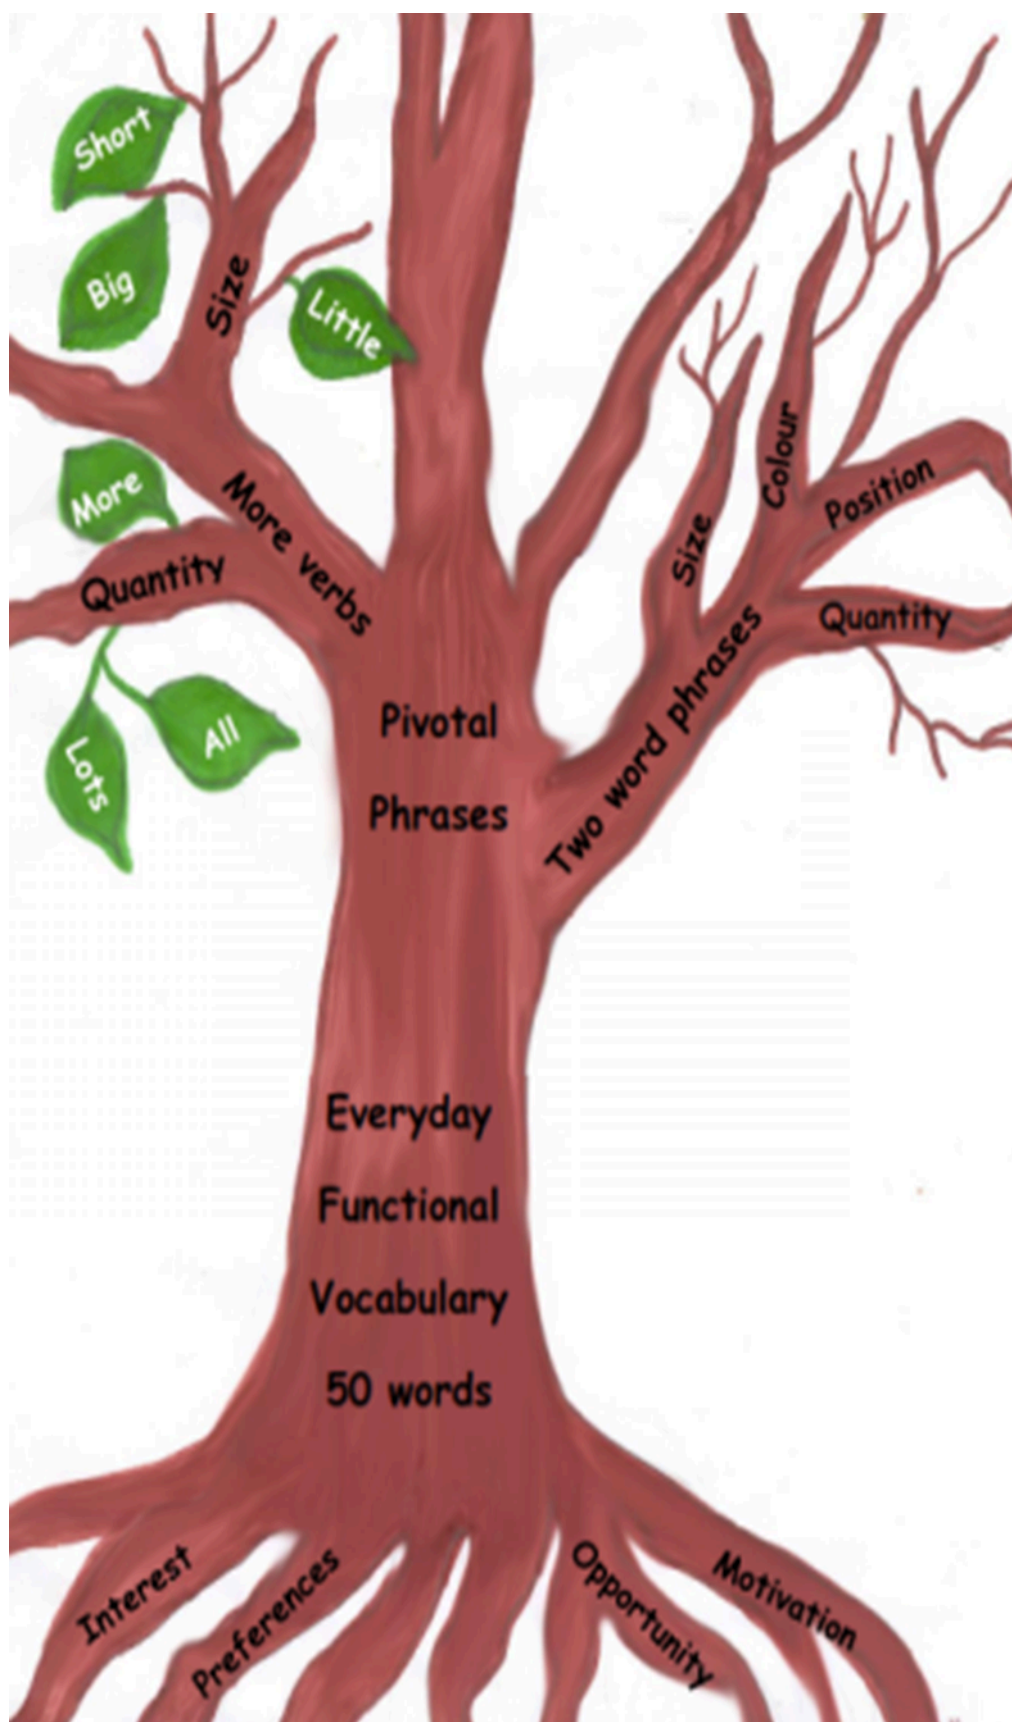 Short
Big
Size
Little
More
Quantity
More verbs
Lots
All
Size
Colour
Position
Quantity
Two word phrases
Pivotal
Phrases
Everyday
Functional
Vocabulary
50 words
Interest
Preferences
Opportunity
Motivation